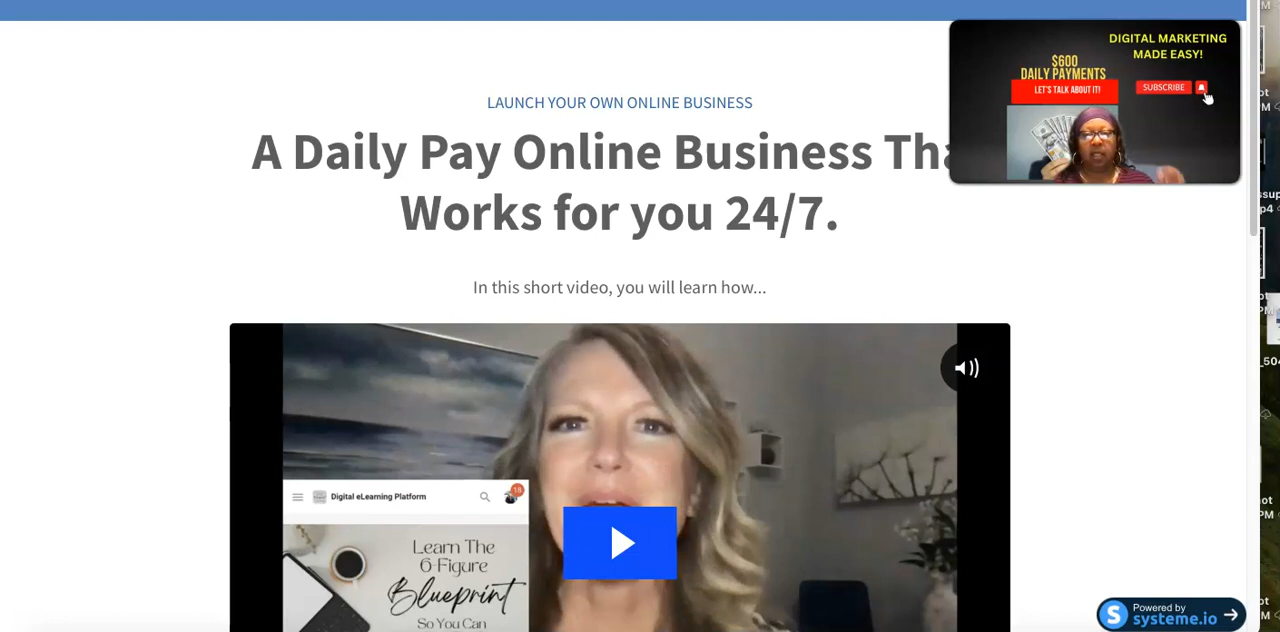 DIGITAL MARKETING
MADE EASY!
$600
DAILY PAYMENTS
LET'S TALK ABOUT IT!
SUBSCRIBE
LAUNCH YOUR OWN ONLINE BUSINESS
A Daily Pay Online Business Tha
Works for you 24/7.
In this short video, you will learn how...
Digital eLearning Platform
18
Learn The
6-Figure
Blueprint
So You Can
Powered by
systeme.io